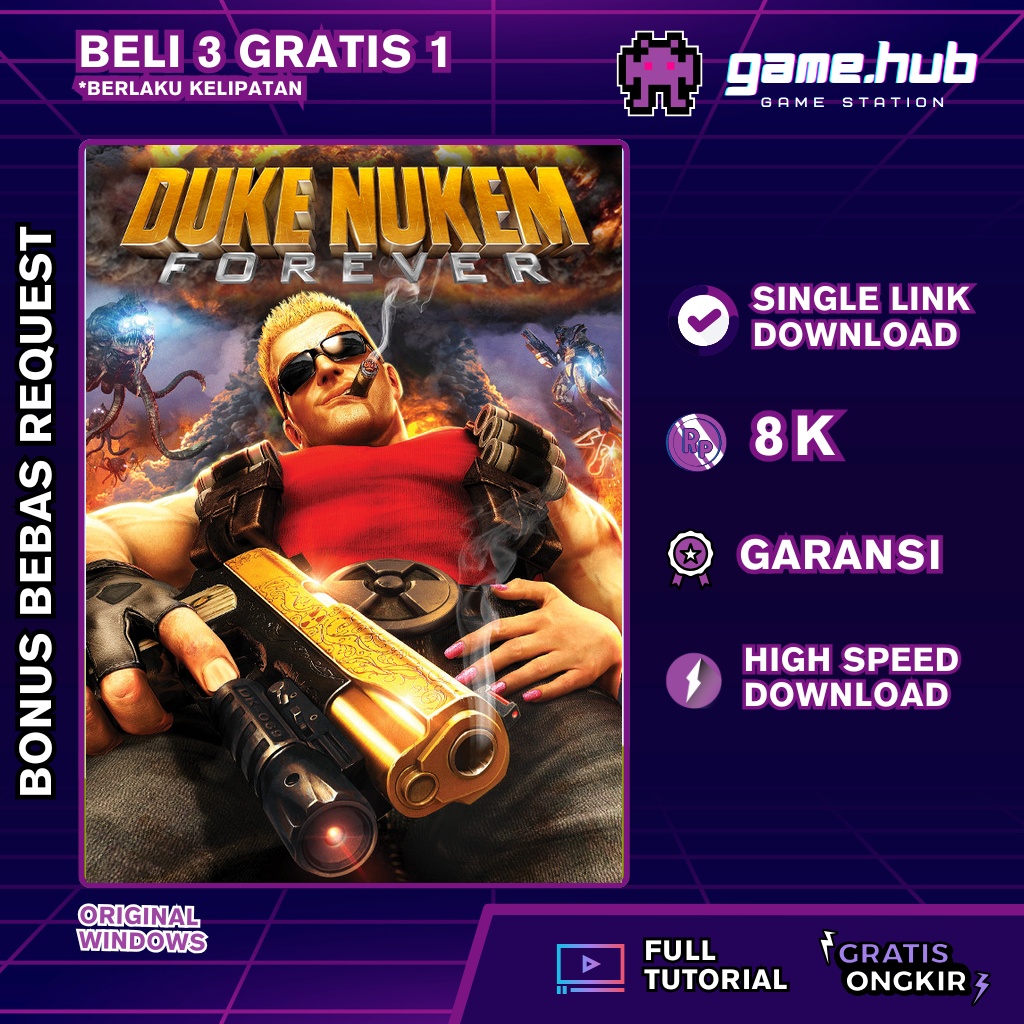 BELI 3 GRATIS 1
*BERLAKU KELIPATAN
game.hub
GAME STATION
BONUS BEBAS REQUEST
DUKE NUKEM
FOREVER
SINGLE LINK
DOWNLOAD
RP
8K
GARANSI
HIGH SPEED
DOWNLOAD
ORIGINAL
WINDOWS
FULL
TUTORIAL
GRATIS
ONGKIR